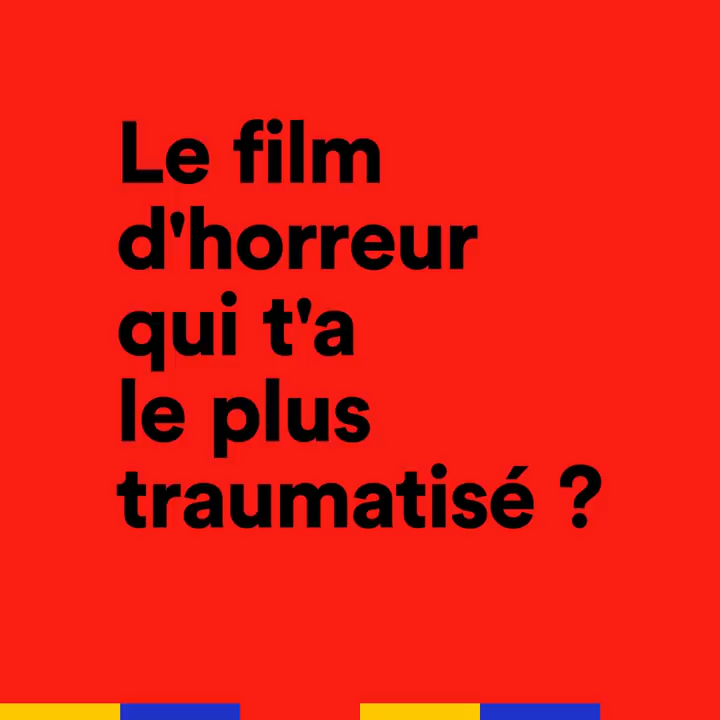 Le film
d'horreur
qui t'a
le plus
traumatisé ?